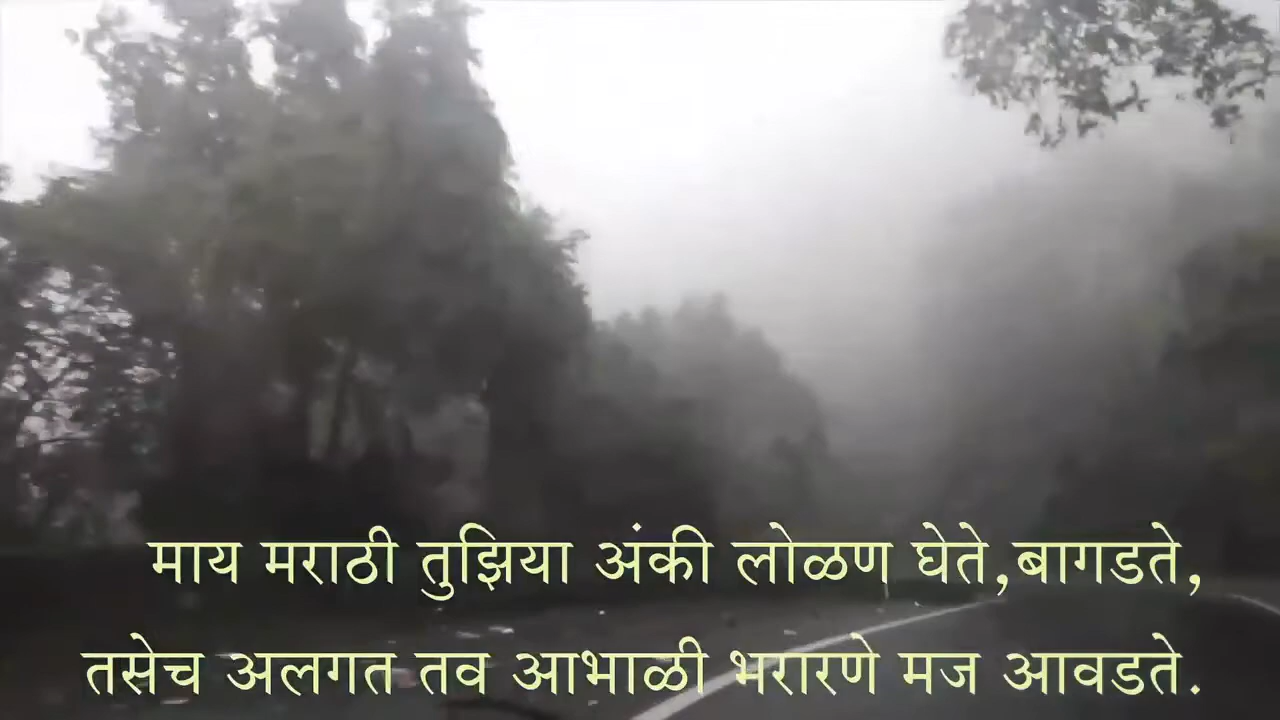 माय मराठी तुझिया अंकी लोळण घेते,बागडते,
तसेच अलगत तव आभाळी भरारणे मज आवडते.